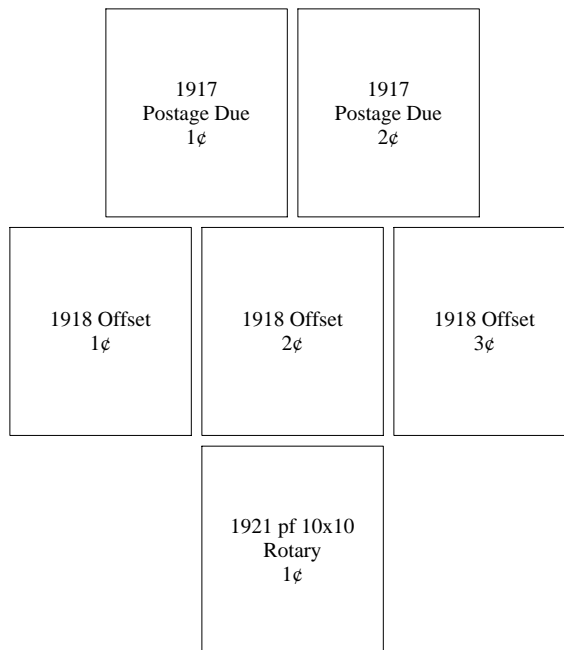 1917
Postage Due
1¢
1917
Postage Due
2¢
1918 Offset
1¢
1918 Offset
2¢
1918 Offset
3¢
1921 pf 10x10
Rotary
1¢